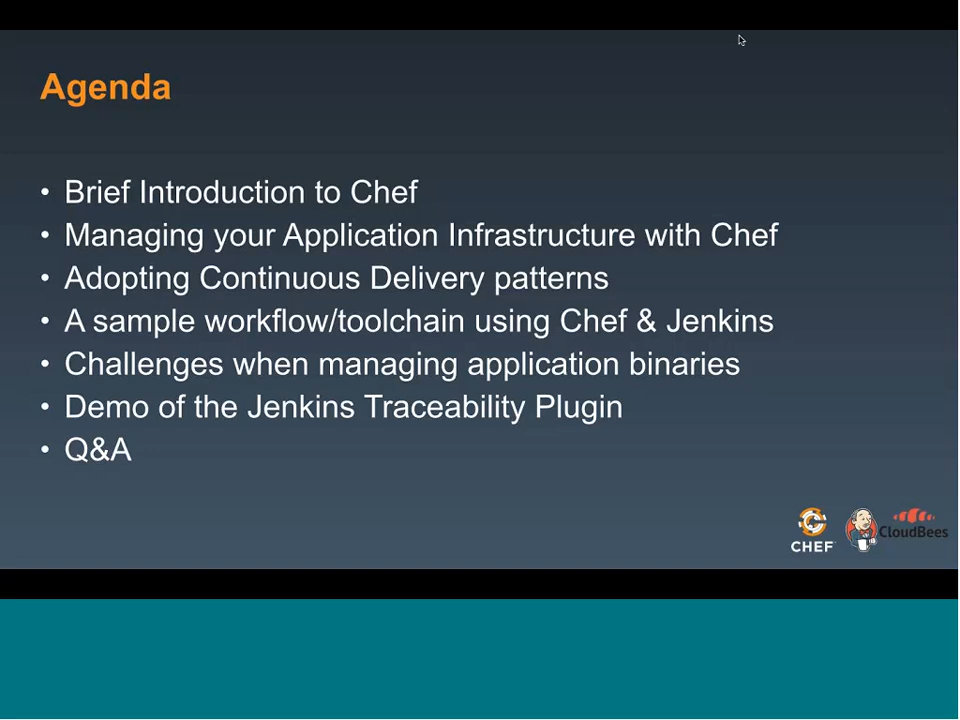 Agenda
• Brief Introduction to Chef
• Managing your Application Infrastructure with Chef
• Adopting Continuous Delivery patterns
• A sample workflow/toolchain using Chef & Jenkins
• Challenges when managing application binaries
• Demo of the Jenkins Traceability Plugin
• Q&A
CHEF
CloudBees